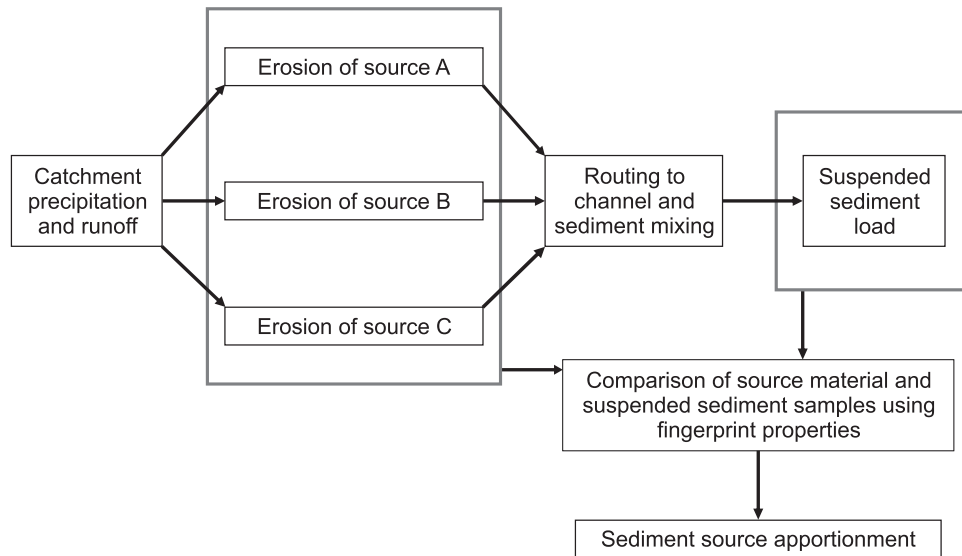 Erosion of source A
Catchment
precipitation
and runoff
Erosion of source B
Erosion of source C
Routing to
channel and
sediment mixing
Suspended
sediment
load
Comparison of source material and
suspended sediment samples using
fingerprint properties
Sediment source apportionment